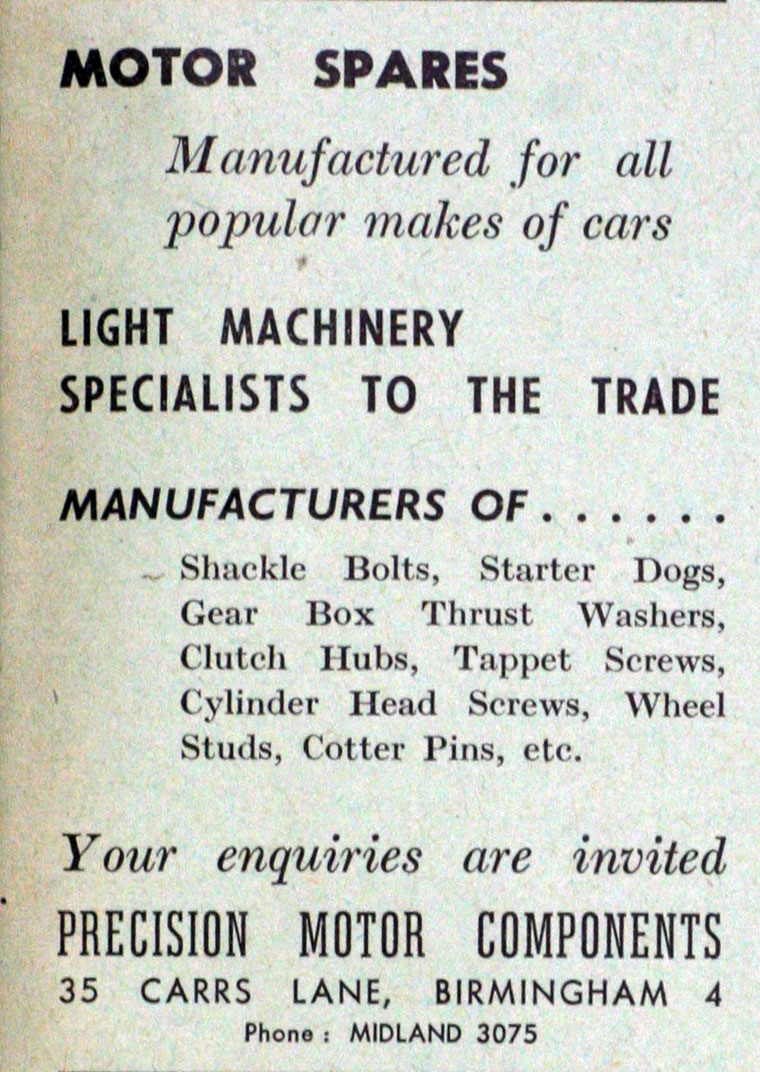 MOTOR SPARES
Manufactured for all
popular makes of cars
LIGHT MACHINERY
SPECIALISTS TO THE TRADE
MANUFACTURERS OF......
Shackle Bolts, Starter Dogs,
Gear Box Thrust Washers,
Clutch Hubs, Tappet Screws,
Cylinder Head Screws, Wheel
Studs, Cotter Pins, etc.
Your enquiries are invited
PRECISION MOTOR COMPONENTS
35 CARRS LANE, BIRMINGHAM 4
Phone : MIDLAND 3075